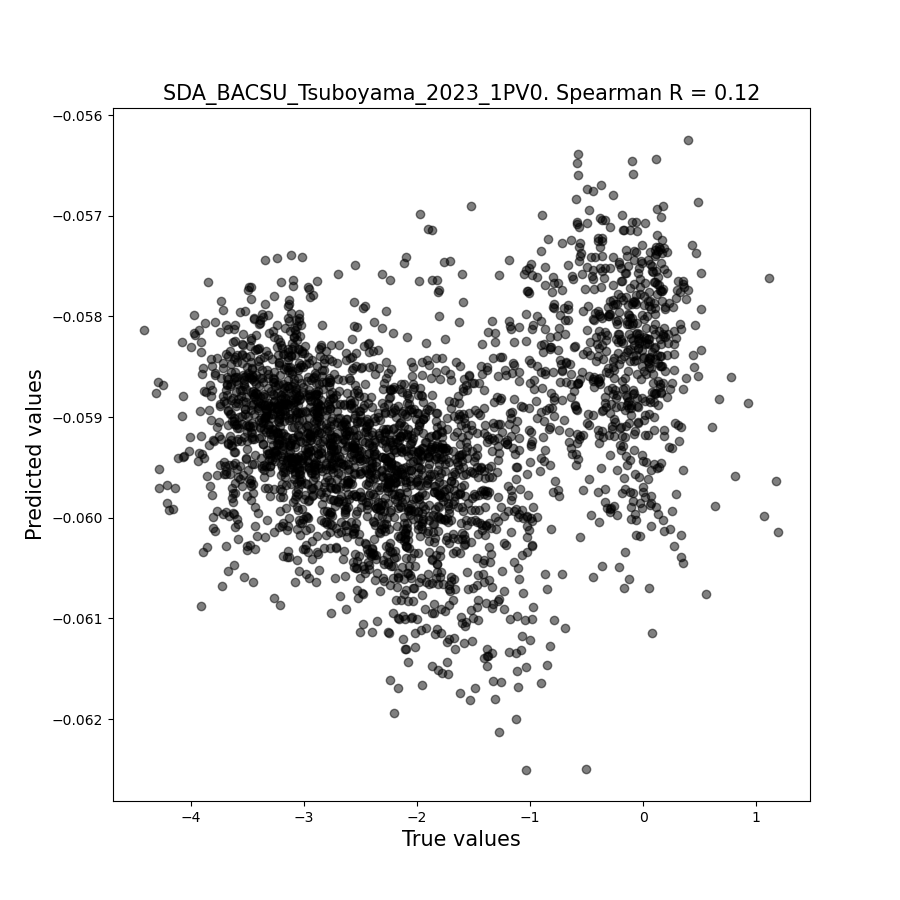 SDA_BACSU_Tsuboyama_2023_1PV0. Spearman R = 0.12
−0.056
−0.057
−0.058
−0.059
−0.060
−0.061
−0.062
Predicted values
−4 −3 −2 −1 0 1
True values